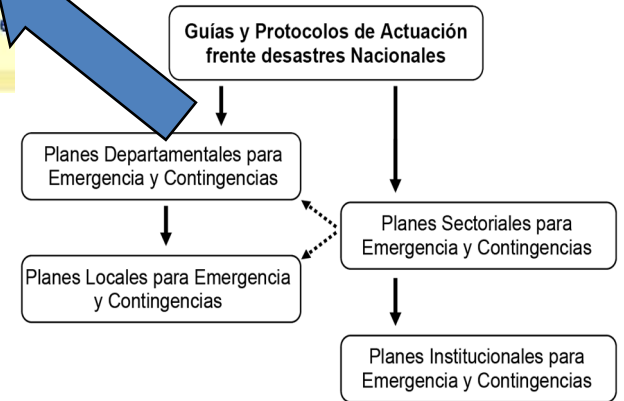 Guías y Protocolos de Actuación
frente desastres Nacionales
Planes Departamentales para
Emergencia y Contingencias
Planes Sectoriales para
Emergencia y Contingencias
Planes Locales para Emergencia
y Contingencias
Planes Institucionales para
Emergencia y Contingencias